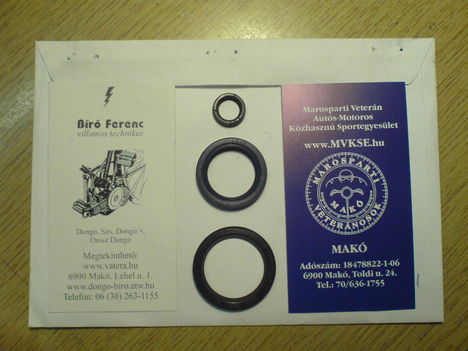 Bíró Ferenc
villamos technikus
Dongó, Sax, Dongó +,
Orosz Dongó
Megtekinthető:
www.vatera.hu
6900 Makó, Lehel u. 1.
www.dongo-biro.atw.hu
Telefon: 06 (30) 263-1155
Marosparti Veterán
Autós-Motoros
Közhasznú Sportegyesület
www.MVKSE.hu
MAROSPARTI
MAKÓ
VETERÁNOSOK
MAKÓ
Adószám: 18478822-1-06
6900 Makó, Toldi u. 24.
Tel.: 70/636-1755